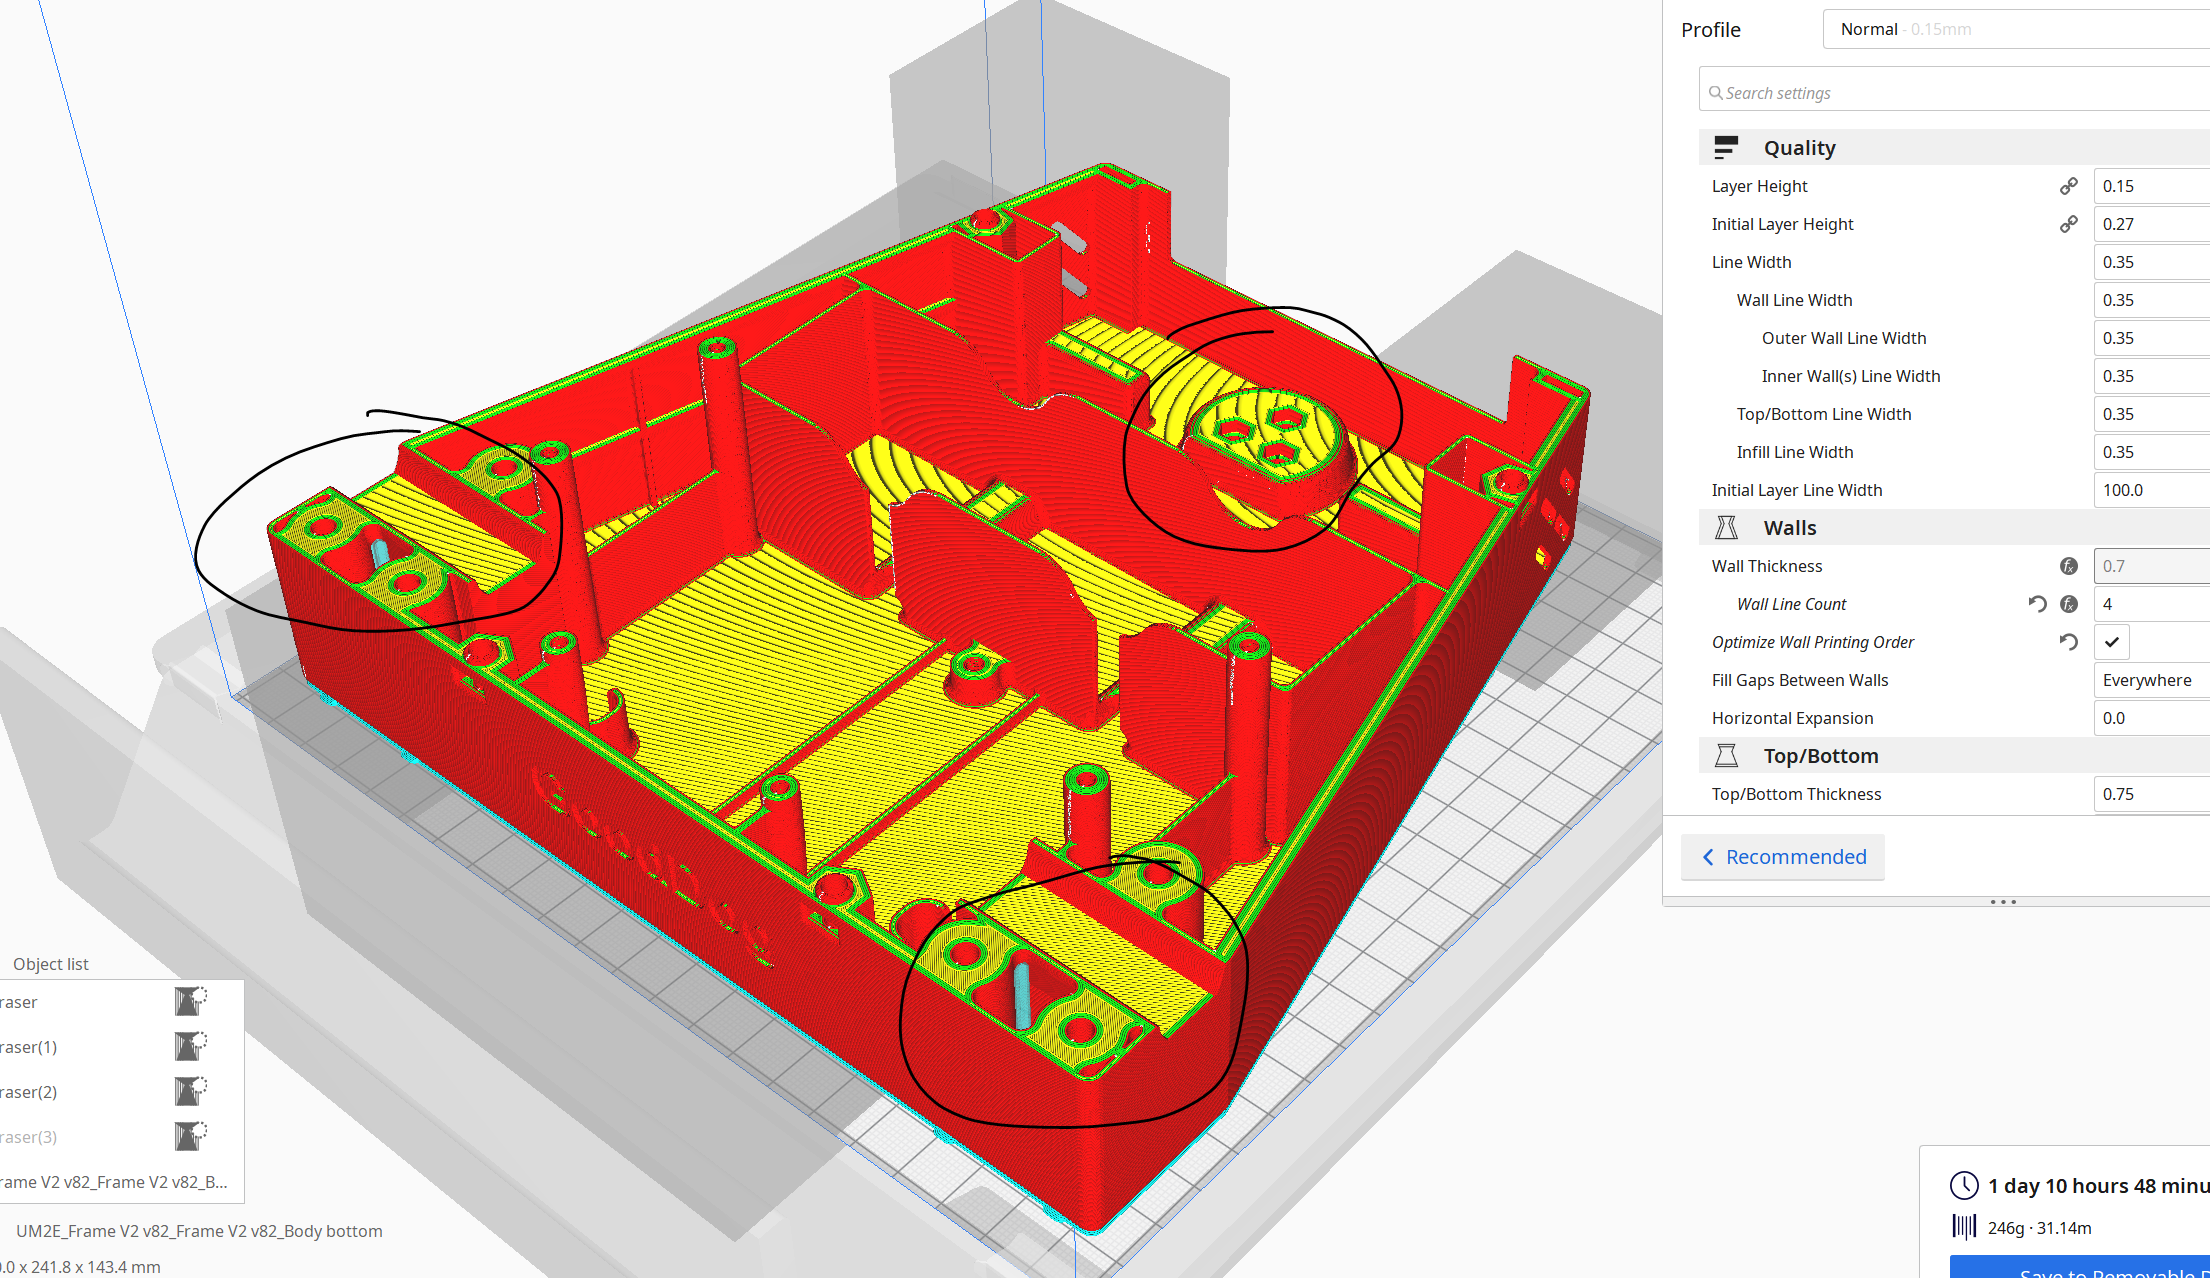 Profile
Normal - 0.15mm
Search settings
Quality
Layer Height
0.15
Initial Layer Height
0.27
Line Width
0.35
Wall Line Width
0.35
Outer Wall Line Width
0.35
Inner Wall(s) Line Width
0.35
Top/Bottom Line Width
0.35
Infill Line Width
0.35
Initial Layer Line Width
100.0
Walls
Wall Thickness
0.7
Wall Line Count
4
Optimize Wall Printing Order
Fill Gaps Between Walls
Everywhere
Horizontal Expansion
0.0
Top/Bottom
Top/Bottom Thickness
0.75
Recommended
Object list
raser
raser(1)
raser(2)
raser(3)
rame V2 v82_Frame V2 v82_B...
UM2E_Frame V2 v82_Frame V2 v82_Body bottom
.0 x 241.8 x 143.4 mm
1 day 10 hours 48 minu
246g · 31.14m
Save to Removable D